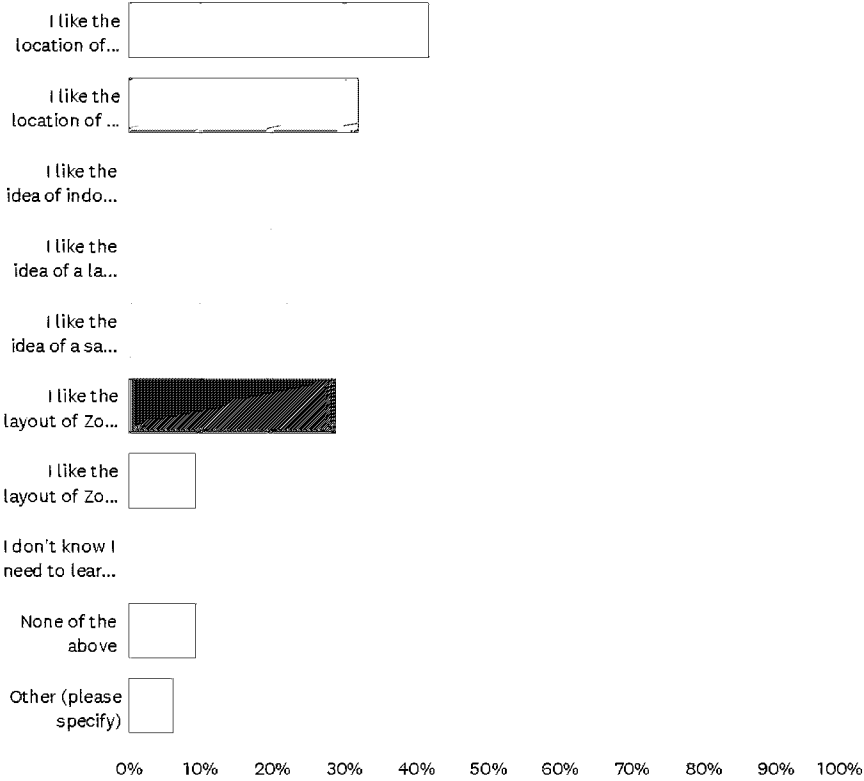 I like the
location of...
I like the
location of ...
I like the
idea of indo...
I like the
idea of a la...
I like the
idea of a sa...
I like the
layout of Zo...
I like the
layout of Zo...
I don't know I
need to lear...
None of the
above
Other (please
specify)
0% 10% 20% 30% 40% 50% 60% 70% 80% 90% 100%